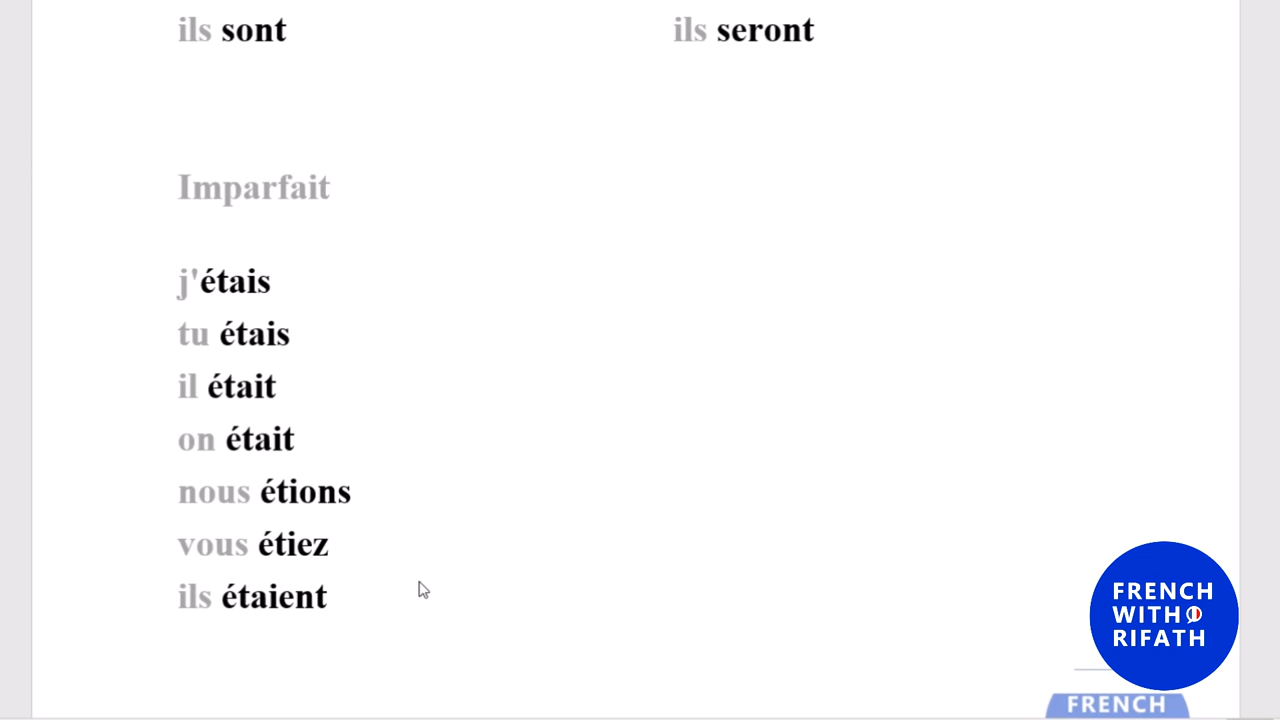 ils sont
ils seront
Imparfait
j'étais
tu étais
il était
on était
nous étions
vous étiez
ils étaient
FRENCH
WITH
RIFATH
FRENCH